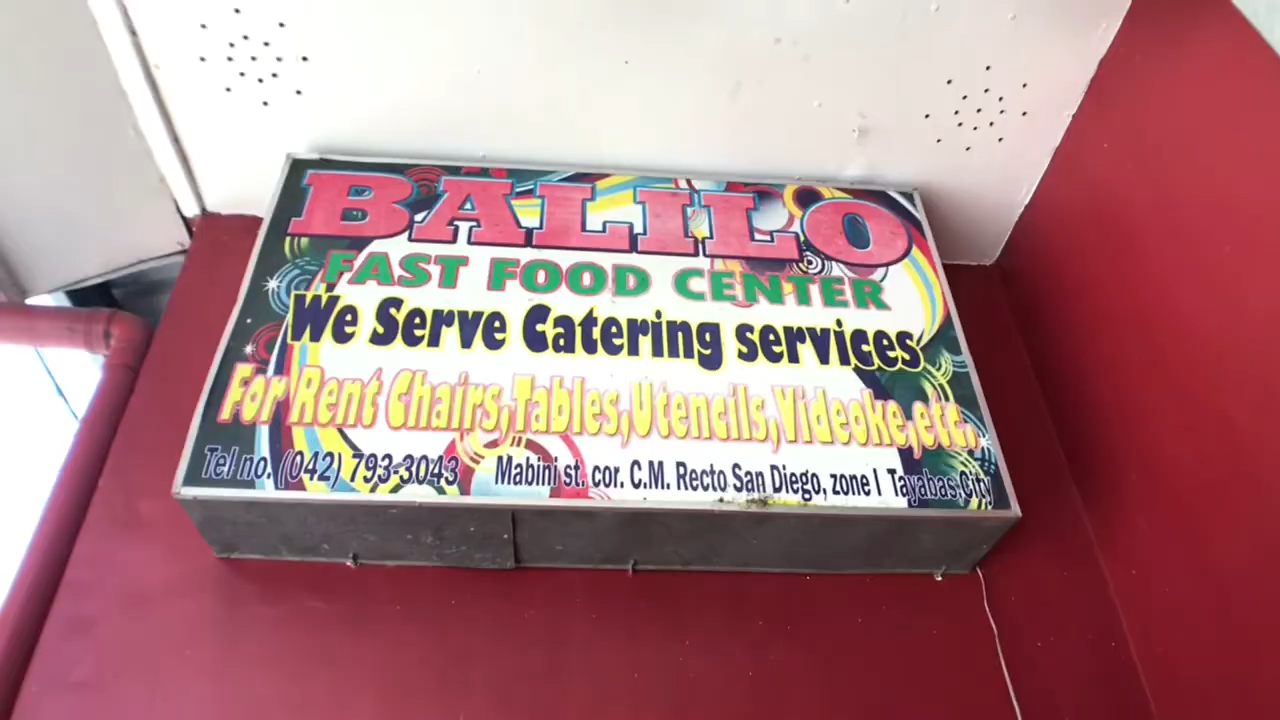 BALILO
FAST FOOD CENTER
We Serve Catering services
For Rent Chairs,Tables,Utencils,Videoke,etc.
Tel no. (042) 793-3043 Mabini st. cor. C.M. Recto San Diego, zone I Tayabas City